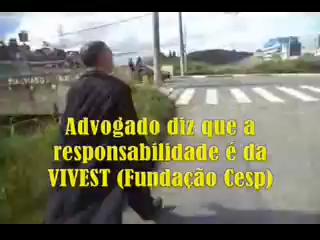 Advogado diz que a
responsabilidade é da
VIVEST (Fundação Cesp)